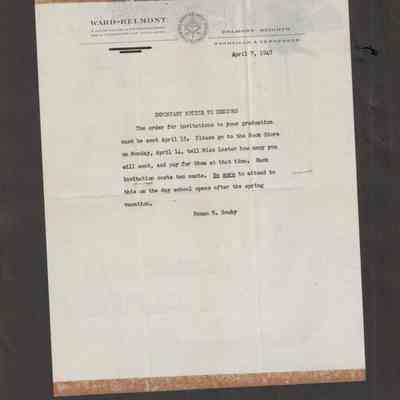 WARD-BELMONT
BELMONT HEIGHTS
NASHVILLE 4 TENNESSEE
April 7, 1947
IMPORTANT NOTICE TO SENIORS
The order for invitations to your graduation
must be sent April 15. Please go to the Book Store
on Monday, April 14, tell Miss Lester how many you
will want, and pay for them at that time. Each
invitation costs ten cents. Be sure to attend to
this on the day school opens after the spring
vacation.
Susan S. Souby